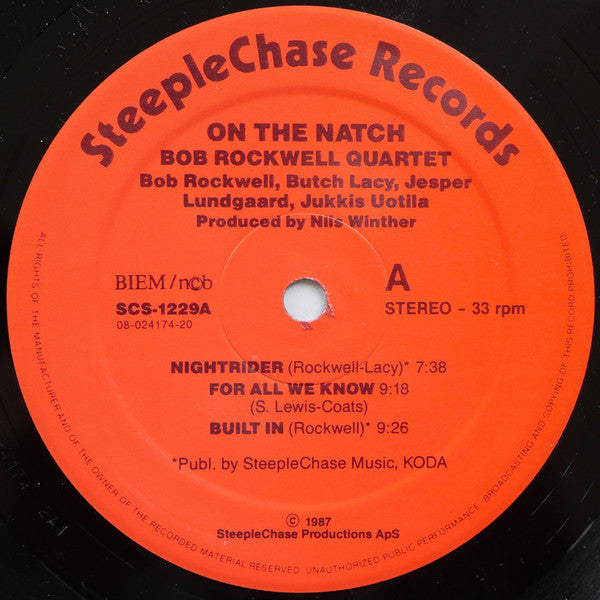 SteepleChase Records
ON THE NATCH
BOB ROCKWELL QUARTET
Bob Rockwell, Butch Lacy, Jesper
Lundgaard, Jukkis Uotila
Produced by Nils Winther
BIEM/n©b
A
SCS-1229A
STEREO - 33 rpm
08-024174-20
NIGHTRIDER (Rockwell-Lacy)* 7:38
FOR ALL WE KNOW 9:18
(S. Lewis-Coats)
BUILT IN (Rockwell)* 9:26
*Publ. by SteepleChase Music, KODA
© 1987
SteepleChase Productions ApS
ALL RIGHTS OF THE MANUFACTURER AND OF THE OWNER OF THE RECORDED MATERIAL RESERVED. UNAUTHORIZED PUBLIC PERFORMANCE, BROADCASTING AND COPYING OF THIS RECORD PROHIBITED